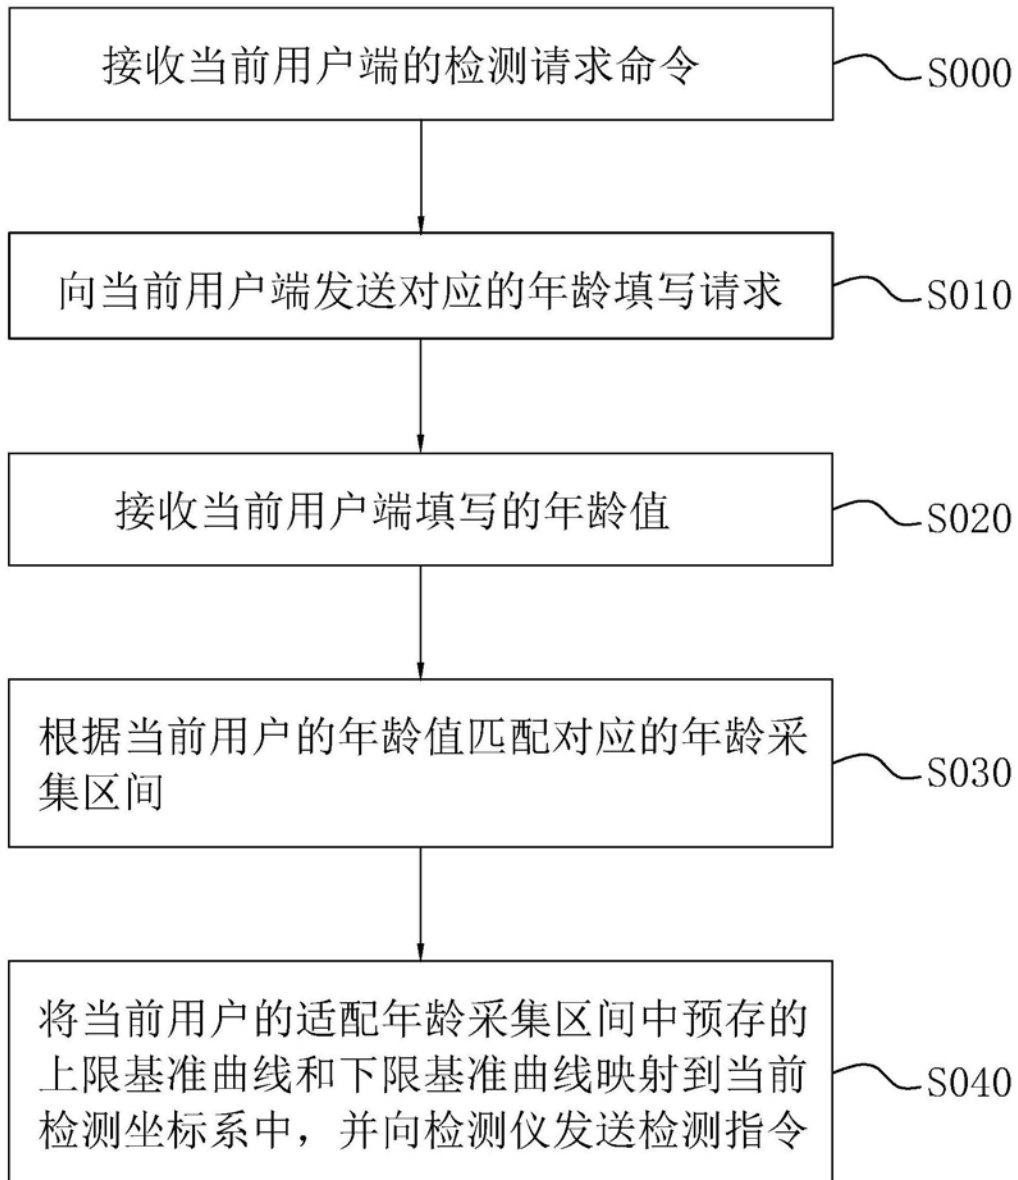 接收当前用户端的检测请求命令
S000
向当前用户端发送对应的年龄填写请求
S010
接收当前用户端填写的年龄值
S020
根据当前用户的年龄值匹配对应的年龄采
集区间
S030
将当前用户的适配年龄采集区间中预存的
上限基准曲线和下限基准曲线映射到当前
检测坐标系中，并向检测仪发送检测指令
S040